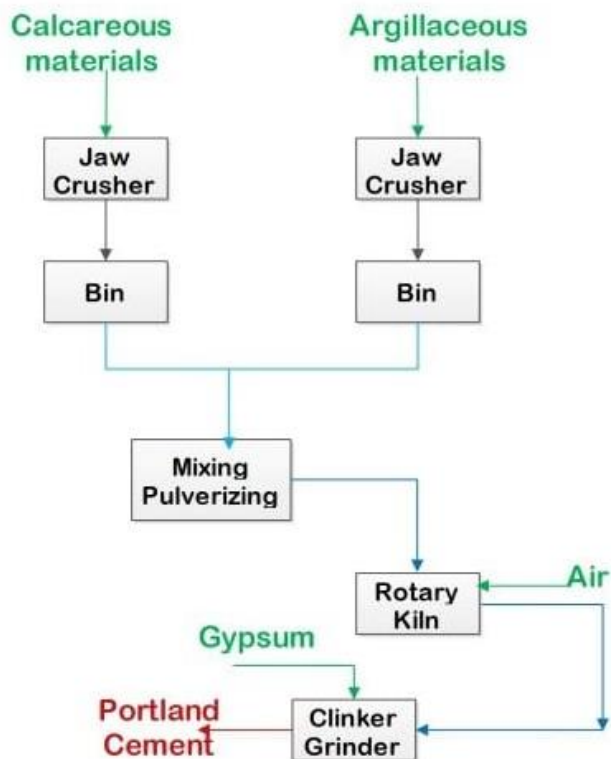 Calcareous
materials
Argillaceous
materials
Jaw
Crusher
Jaw
Crusher
Bin
Bin
Mixing
Pulverizing
Air
Rotary
Kiln
Gypsum
Portland
Cement
Clinker
Grinder